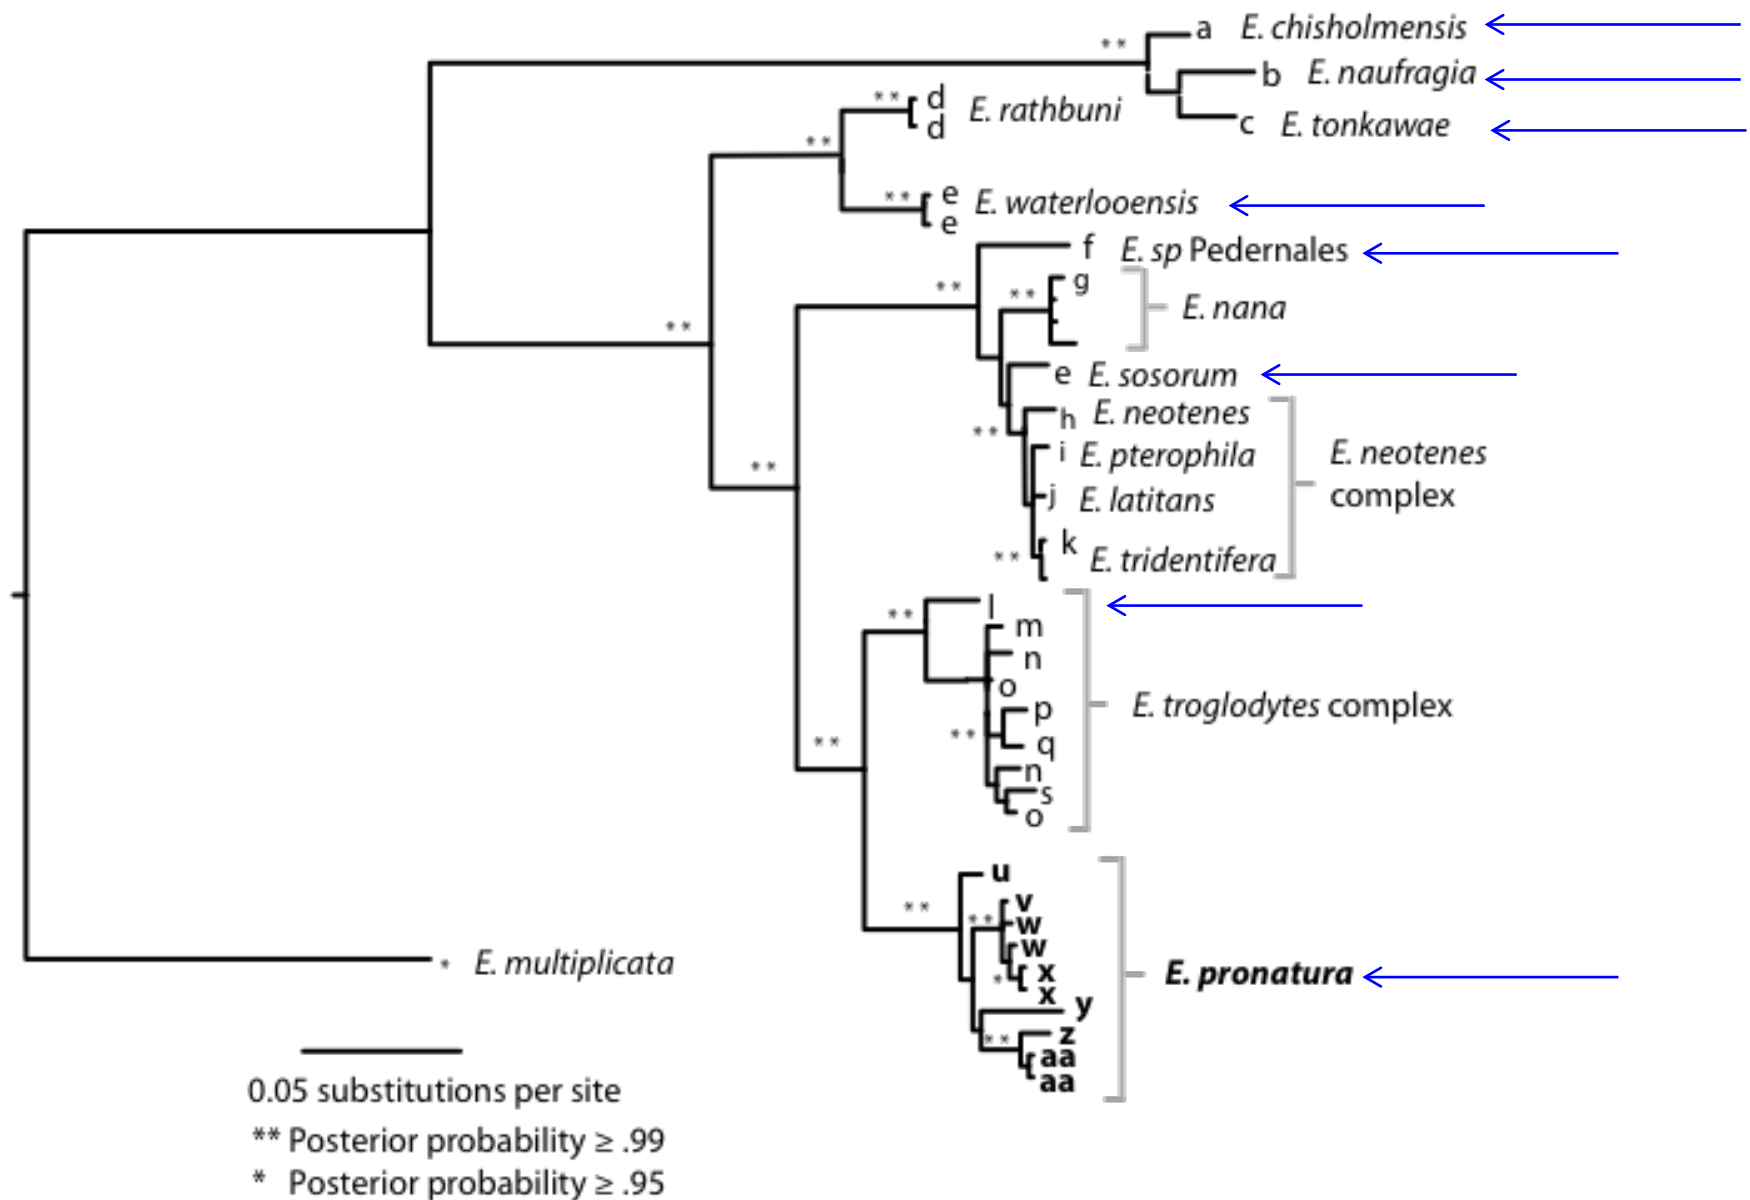 ** a E. chisholmensis
b E. naufragia
** d E. rathbuni
d
c E. tonkawae
**
** e E. waterlooensis
e
f E. sp Pedernales
** ** g
E. nana
**
e E. sosorum
h E. neotenes
**
i E. pterophila E. neotenes
** j E. latitans complex
k
** E. tridentifera
** l
m
n
o
p E. troglodytes complex
** ** q
n
s
o
u
** v
** w
w
* x E. pronatura
x
y
* E. multiplicata
** z
aa
aa
0.05 substitutions per site
** Posterior probability ≥ .99
* Posterior probability ≥ .95